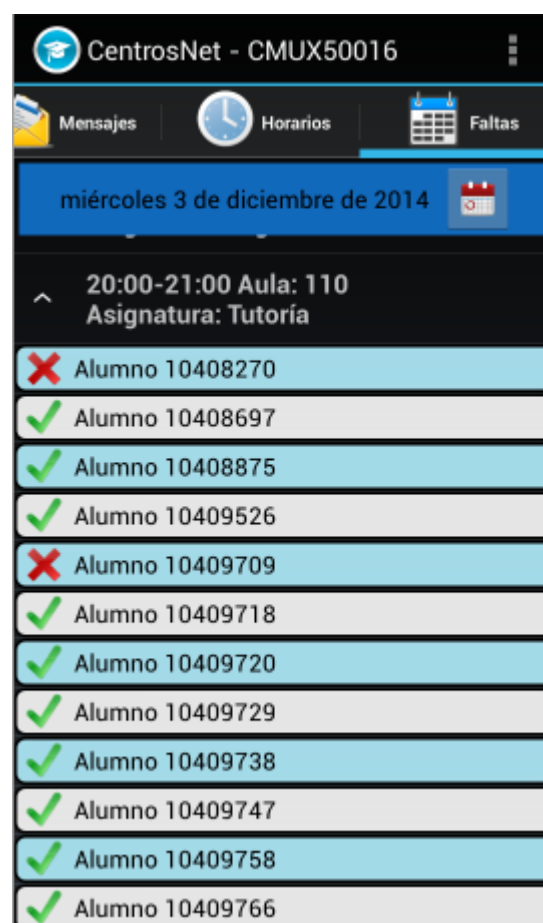 CentrosNet - CMUX50016
Mensajes Horarios Faltas
miércoles 3 de diciembre de 2014
20:00-21:00 Aula: 110
Asignatura: Tutoría
Alumno 10408270
Alumno 10408697
Alumno 10408875
Alumno 10409526
Alumno 10409709
Alumno 10409718
Alumno 10409720
Alumno 10409729
Alumno 10409738
Alumno 10409747
Alumno 10409758
Alumno 10409766